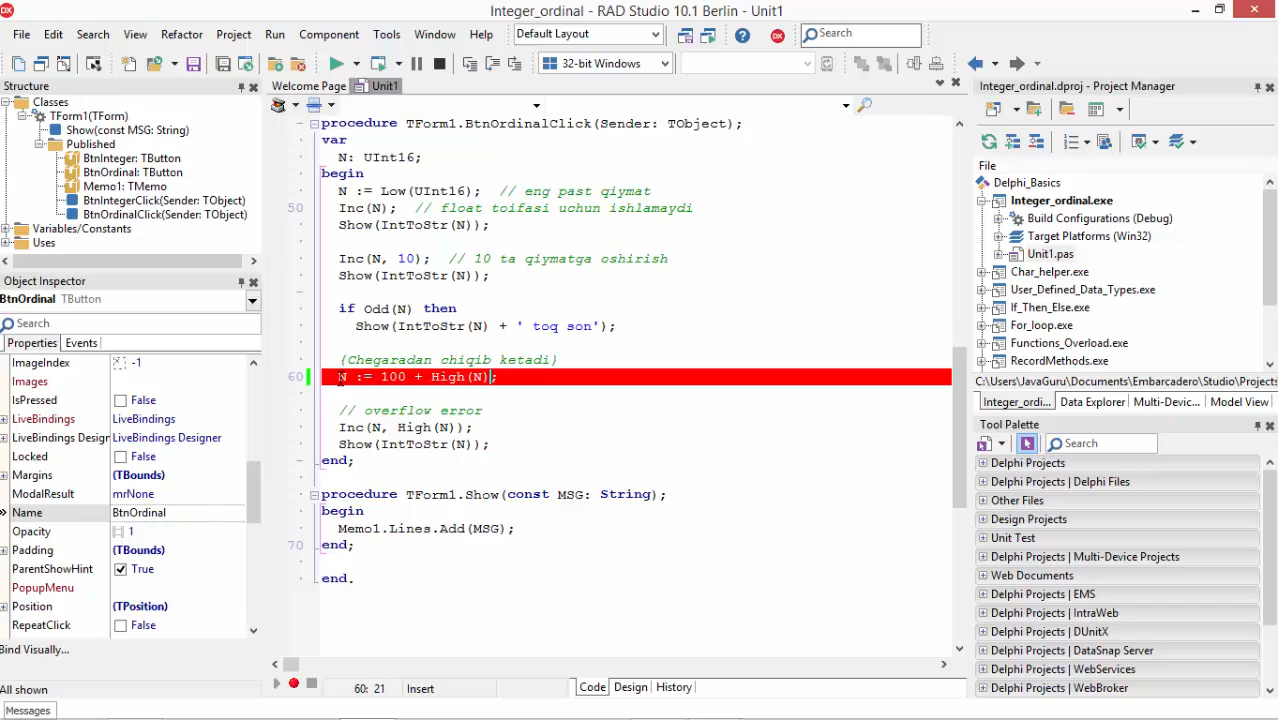 Integer_ordinal - RAD Studio 10.1 Berlin - Unit1
File Edit Search View Refactor Project Run Component Tools Window Help Default Layout Search
32-bit Windows
Structure
Classes
TForm1(TForm)
Show(const MSG: String)
Published
BtnInteger: TButton
BtnOrdinal: TButton
Memo1: TMemo
BtnIntegerClick(Sender: TObject)
BtnOrdinalClick(Sender: TObject)
Variables/Constants
Uses
Object Inspector
BtnOrdinal TButton
Search
Properties Events
ImageIndex -1
Images
IsPressed False
LiveBindings LiveBindings
LiveBindings Designer LiveBindings Designer
Locked False
Margins (TBounds)
ModalResult mrNone
Name BtnOrdinal
Opacity 1
Padding (TBounds)
ParentShowHint True
PopupMenu
Position (TPosition)
RepeatClick False
Bind Visually...
All shown
Messages
Welcome Page Unit1
procedure TForm1.BtnOrdinalClick(Sender: TObject);
var
N: UInt16;
begin
N := Low(UInt16); // eng past qiymat
50 Inc(N); // float toifasi uchun ishlamaydi
Show(IntToStr(N));
Inc(N, 10); // 10 ta qiymatga oshirish
Show(IntToStr(N));
if Odd(N) then
Show(IntToStr(N) + ' toq son');
{Chegaradan chiqib ketadi}
60 N := 100 + High(N);
// overflow error
Inc(N, High(N));
Show(IntToStr(N));
end;
procedure TForm1.Show(const MSG: String);
begin
Memo1.Lines.Add(MSG);
70 end;
end.
60: 21 Insert Code Design History
Integer_ordinal.dproj - Project Manager
File
Delphi_Basics
Integer_ordinal.exe
Build Configurations (Debug)
Target Platforms (Win32)
Unit1.pas
Char_helper.exe
User_Defined_Data_Types.exe
If_Then_Else.exe
For_loop.exe
Functions_Overload.exe
RecordMethods.exe
C:\Users\JavaGuru\Documents\Embarcadero\Studio\Projects
Integer_ordi... Data Explorer Multi-Devic... Model View
Tool Palette
Search
Delphi Projects
Delphi Projects | Delphi Files
Other Files
Design Projects
Unit Test
Delphi Projects | Multi-Device Projects
Web Documents
Delphi Projects | EMS
Delphi Projects | IntraWeb
Delphi Projects | DUnitX
Delphi Projects | DataSnap Server
Delphi Projects | WebServices
Delphi Projects | WebBroker